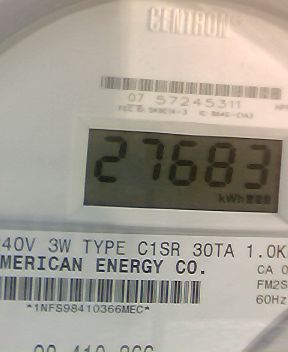 CENTRON
07 57245311
27683
kWh
40V 3W TYPE C1SR 30TA 1.0K
MERICAN ENERGY CO.
CA 0
FM2S
60Hz
*1NFS98410366MEC*